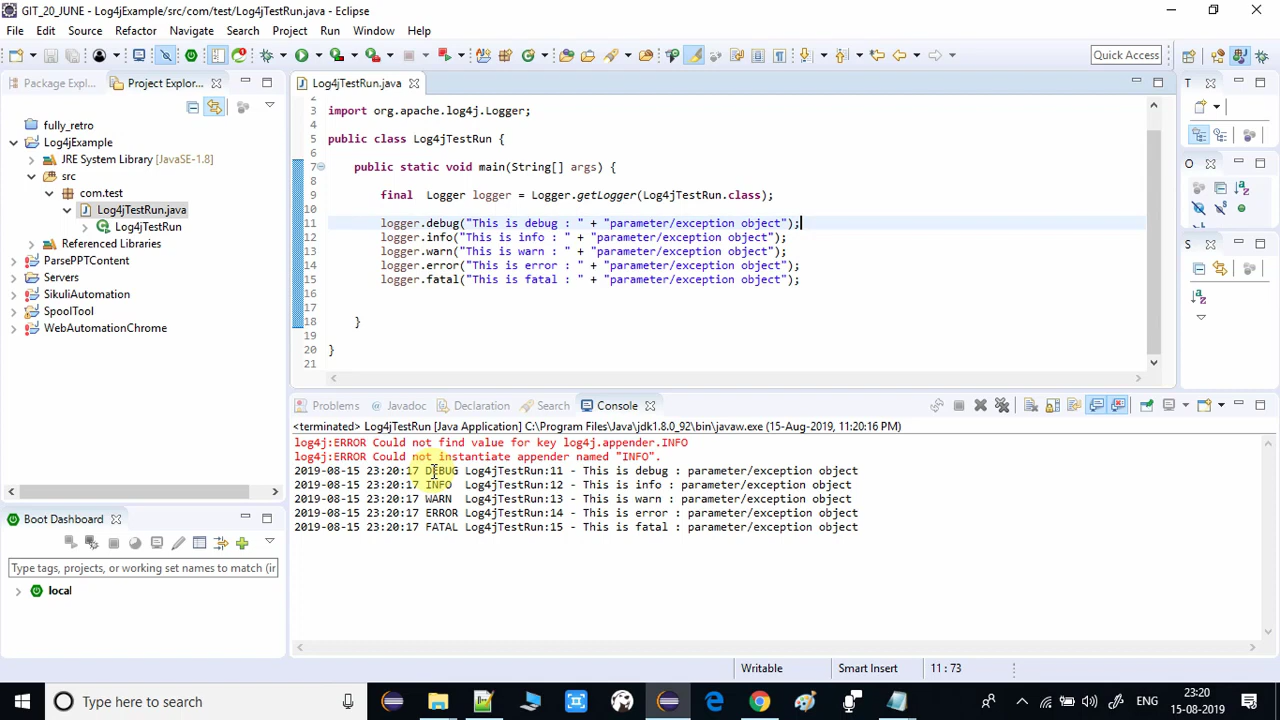 GIT_20_JUNE - Log4jExample/src/com/test/Log4jTestRun.java - Eclipse
File Edit Source Refactor Navigate Search Project Run Window Help
Quick Access
Package Expl... Project Explor...
fully_retro
Log4jExample
JRE System Library [JavaSE-1.8]
src
com.test
Log4jTestRun.java
Log4jTestRun
Referenced Libraries
ParsePPTContent
Servers
SikuliAutomation
SpoolTool
WebAutomationChrome
Boot Dashboard
Type tags, projects, or working set names to match (ir
local
Log4jTestRun.java
2
3 import org.apache.log4j.Logger;
4
5 public class Log4jTestRun {
6
7 public static void main(String[] args) {
8
9 final Logger logger = Logger.getLogger(Log4jTestRun.class);
10
11 logger.debug("This is debug : " + "parameter/exception object");
12 logger.info("This is info : " + "parameter/exception object");
13 logger.warn("This is warn : " + "parameter/exception object");
14 logger.error("This is error : " + "parameter/exception object");
15 logger.fatal("This is fatal : " + "parameter/exception object");
16
17
18 }
19
20 }
21
T
O
S
Problems @ Javadoc Declaration Search Console
<terminated> Log4jTestRun [Java Application] C:\Program Files\Java\jdk1.8.0_92\bin\javaw.exe (15-Aug-2019, 11:20:16 PM)
log4j:ERROR Could not find value for key log4j.appender.INFO
log4j:ERROR Could not instantiate appender named "INFO".
2019-08-15 23:20:17 DEBUG Log4jTestRun:11 - This is debug : parameter/exception object
2019-08-15 23:20:17 INFO Log4jTestRun:12 - This is info : parameter/exception object
2019-08-15 23:20:17 WARN Log4jTestRun:13 - This is warn : parameter/exception object
2019-08-15 23:20:17 ERROR Log4jTestRun:14 - This is error : parameter/exception object
2019-08-15 23:20:17 FATAL Log4jTestRun:15 - This is fatal : parameter/exception object
Writable Smart Insert 11 : 73
Type here to search
ENG
23:20
15-08-2019